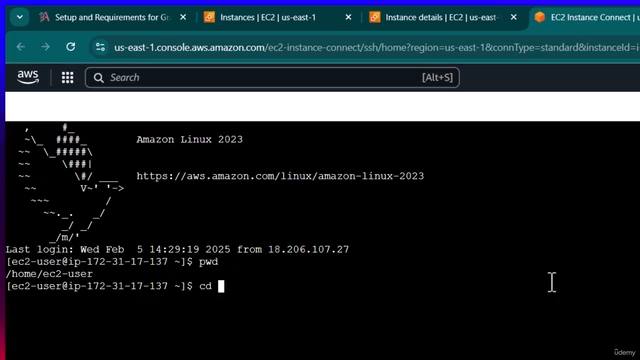 Setup and Requirements for Gr
Instances | EC2 | us-east-1
Instance details | EC2 | us-east-
EC2 Instance Connect | u
us-east-1.console.aws.amazon.com/ec2-instance-connect/ssh/home?region=us-east-1&connType=standard&instanceId=i-
aws
Search
[Alt+S]
,     #_
~\_  ####_        Amazon Linux 2023
~~  \_#####\
~~     \###|
~~       \#/ ___   https://aws.amazon.com/linux/amazon-linux-2023
~~       V~' '->
~~~         /
~~._.   _/
_/ _/
_/m/'
Last login: Wed Feb  5 14:29:19 2025 from 18.206.107.27
[ec2-user@ip-172-31-17-137 ~]$ pwd
/home/ec2-user
[ec2-user@ip-172-31-17-137 ~]$ cd
udemy